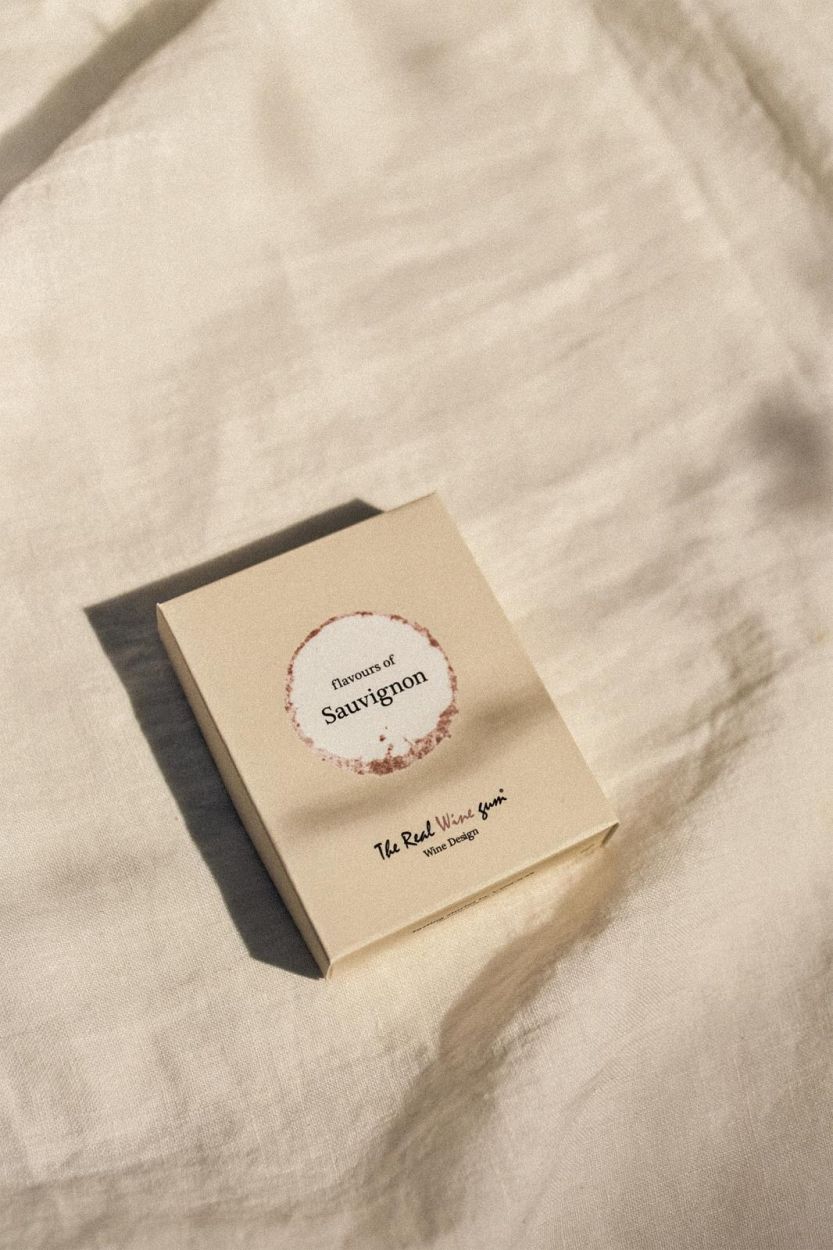 flavours of
Sauvignon
The Real Wine gum
Wine Design